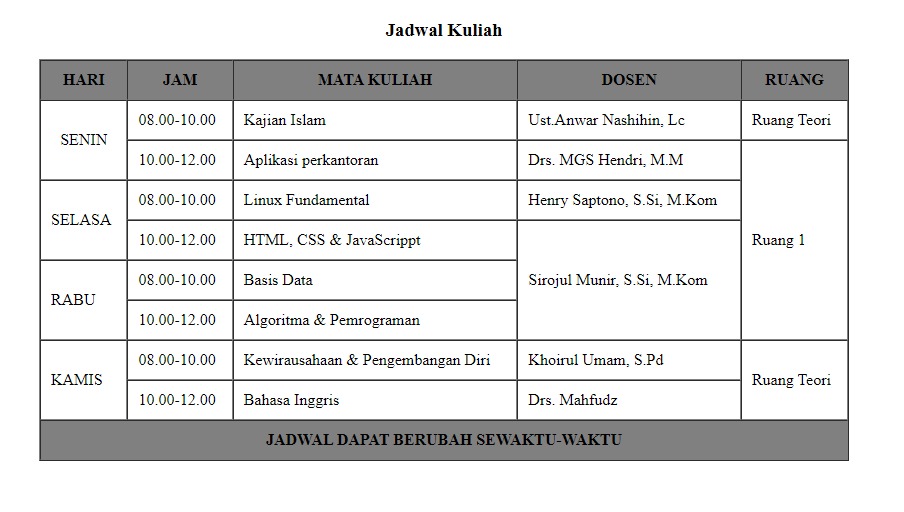 Jadwal Kuliah
HARI JAM MATA KULIAH DOSEN RUANG
SENIN 08.00-10.00 Kajian Islam Ust.Anwar Nashihin, Lc Ruang Teori
10.00-12.00 Aplikasi perkantoran Drs. MGS Hendri, M.M Ruang 1
SELASA 08.00-10.00 Linux Fundamental Henry Saptono, S.Si, M.Kom
10.00-12.00 HTML, CSS & JavaScrippt Sirojul Munir, S.Si, M.Kom
RABU 08.00-10.00 Basis Data
10.00-12.00 Algoritma & Pemrograman
KAMIS 08.00-10.00 Kewirausahaan & Pengembangan Diri Khoirul Umam, S.Pd Ruang Teori
10.00-12.00 Bahasa Inggris Drs. Mahfudz
JADWAL DAPAT BERUBAH SEWAKTU-WAKTU